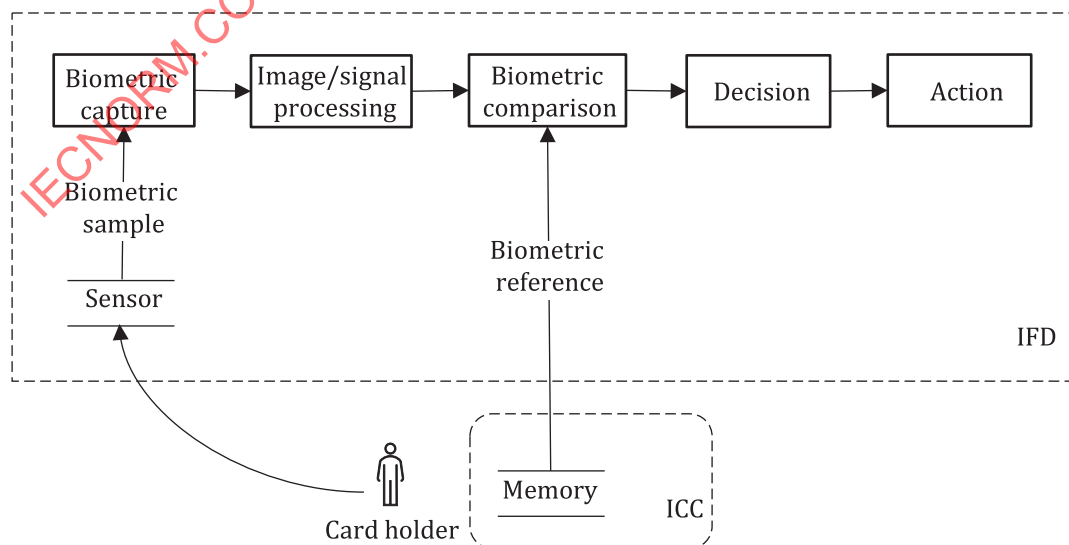 Biometric
capture
Image/signal
processing
Biometric
comparison
Decision
Action
IECNORM.CO
Biometric
sample
Biometric
reference
Sensor
IFD
Memory
ICC
Card holder